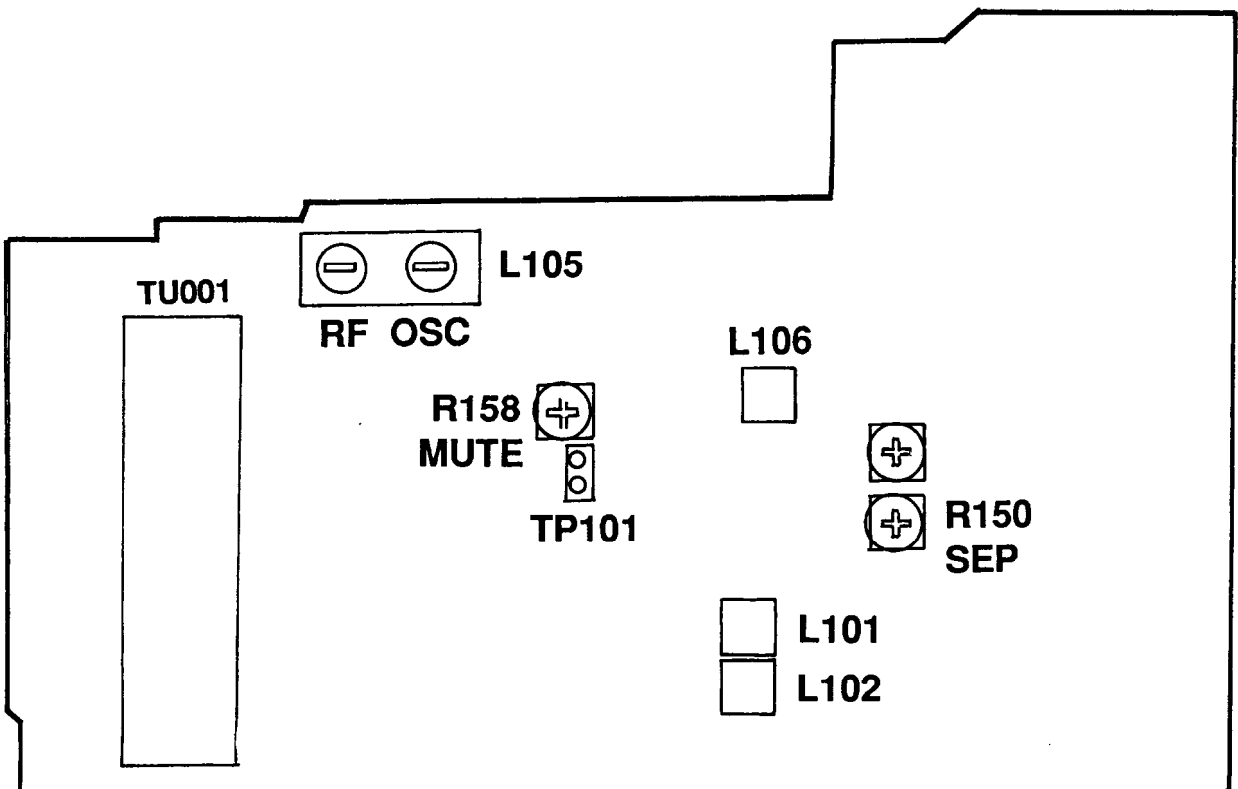 L105
TU001
RF OSC
L106
R158
MUTE
TP101
R150
SEP
L101
L102